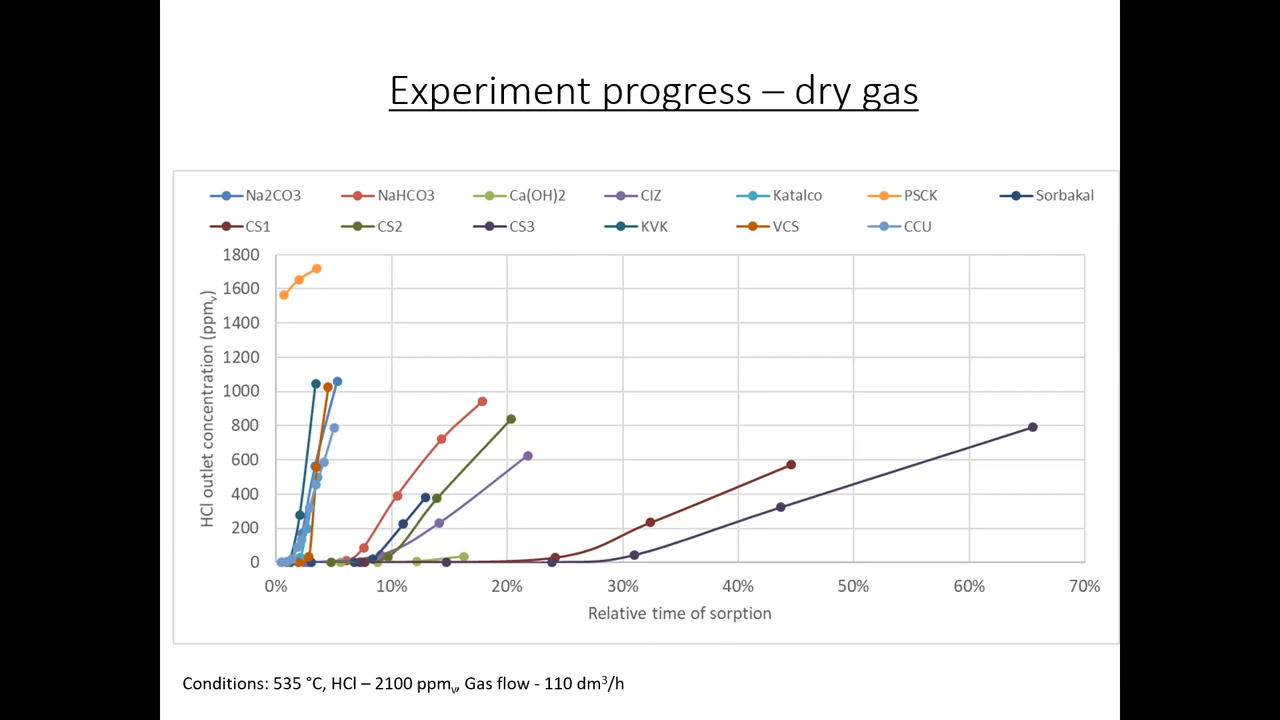 Experiment progress – dry gas
Na2CO3 NaHCO3 Ca(OH)2 CIZ Katalco PSCK Sorbakal
CS1 CS2 CS3 KVK VCS CCU
1800
1600
1400
1200
1000
800
600
400
200
0
HCl outlet concentration (ppmᵥ)
0% 10% 20% 30% 40% 50% 60% 70%
Relative time of sorption
Conditions: 535 °C, HCl – 2100 ppmᵥ, Gas flow - 110 dm³/h